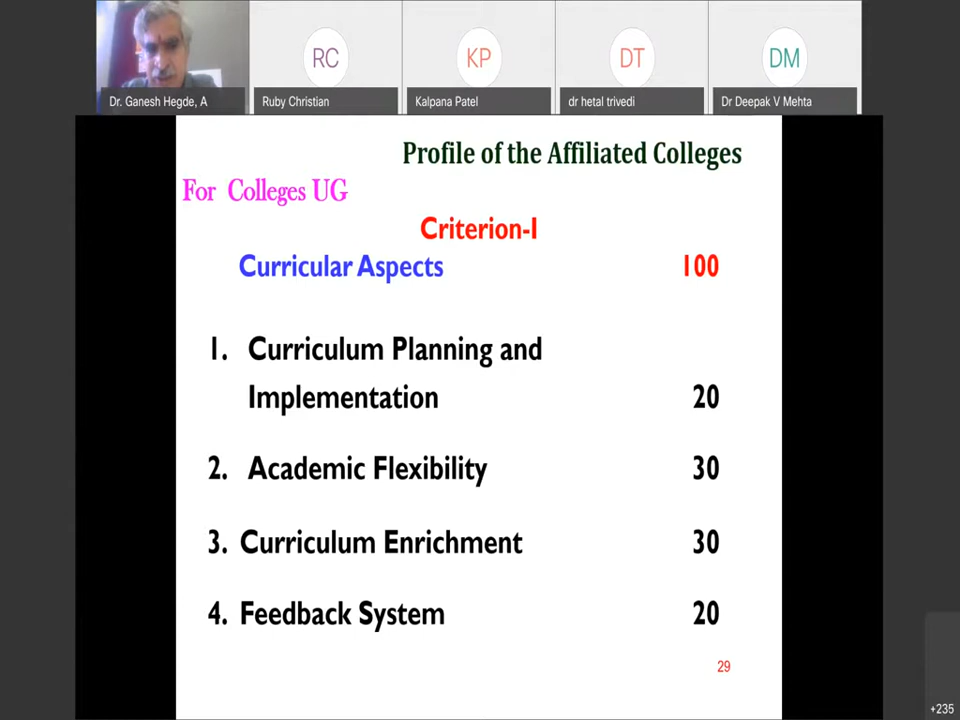 RC
KP
DT
DM
Dr. Ganesh Hegde, A
Ruby Christian
Kalpana Patel
dr hetal trivedi
Dr Deepak V Mehta
Profile of the Affiliated Colleges
For Colleges UG
Criterion-I
Curricular Aspects 100
1. Curriculum Planning and
Implementation 20
2. Academic Flexibility 30
3. Curriculum Enrichment 30
4. Feedback System 20
29
+235